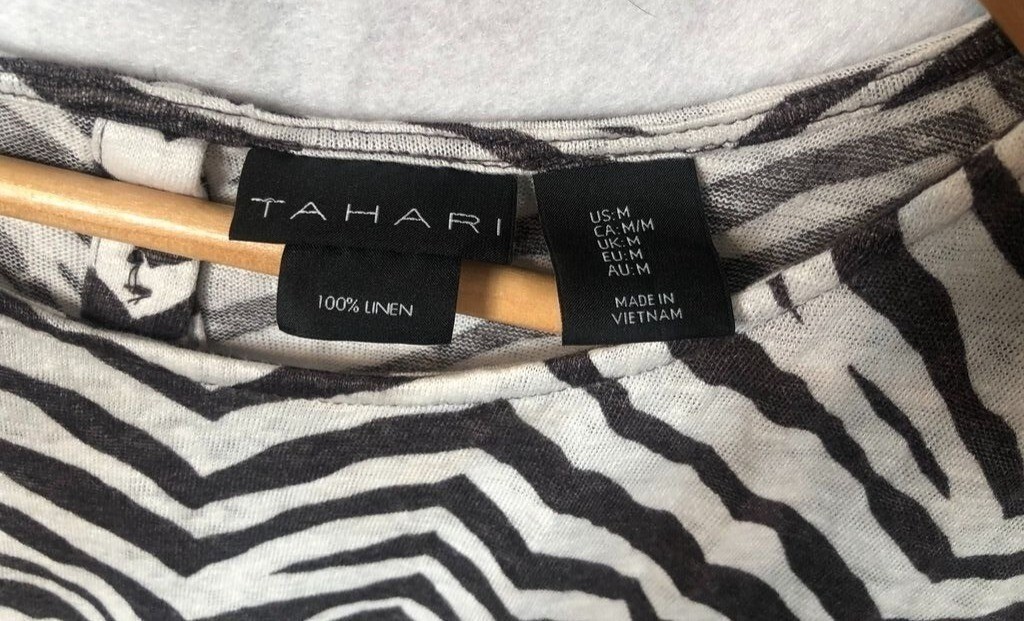 TAHARI
100% LINEN
US:M
CA:M/M
UK:M
EU:M
AU:M
MADE IN
VIETNAM